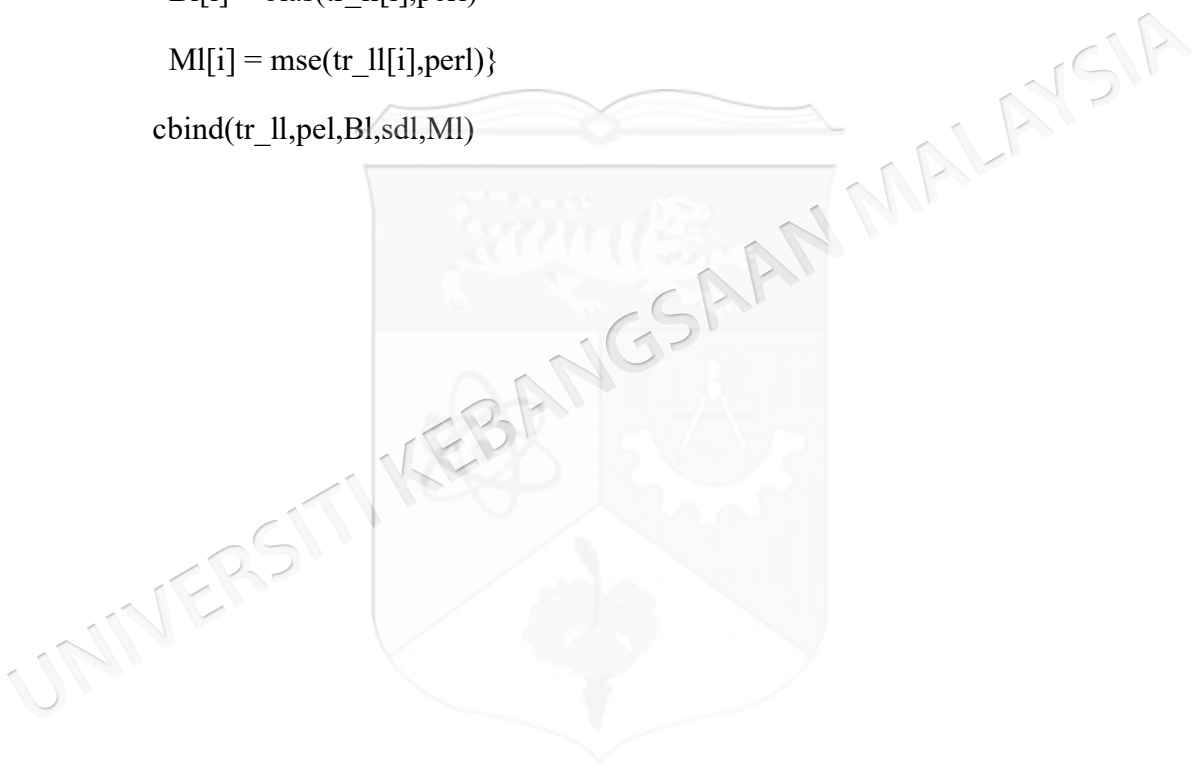 Ml[i] = mse(tr_ll[i],perl)}
cbind(tr_ll,pel,Bl,sdl,Ml)
UNIVERSITI KEBANGSAAN MALAYSIA